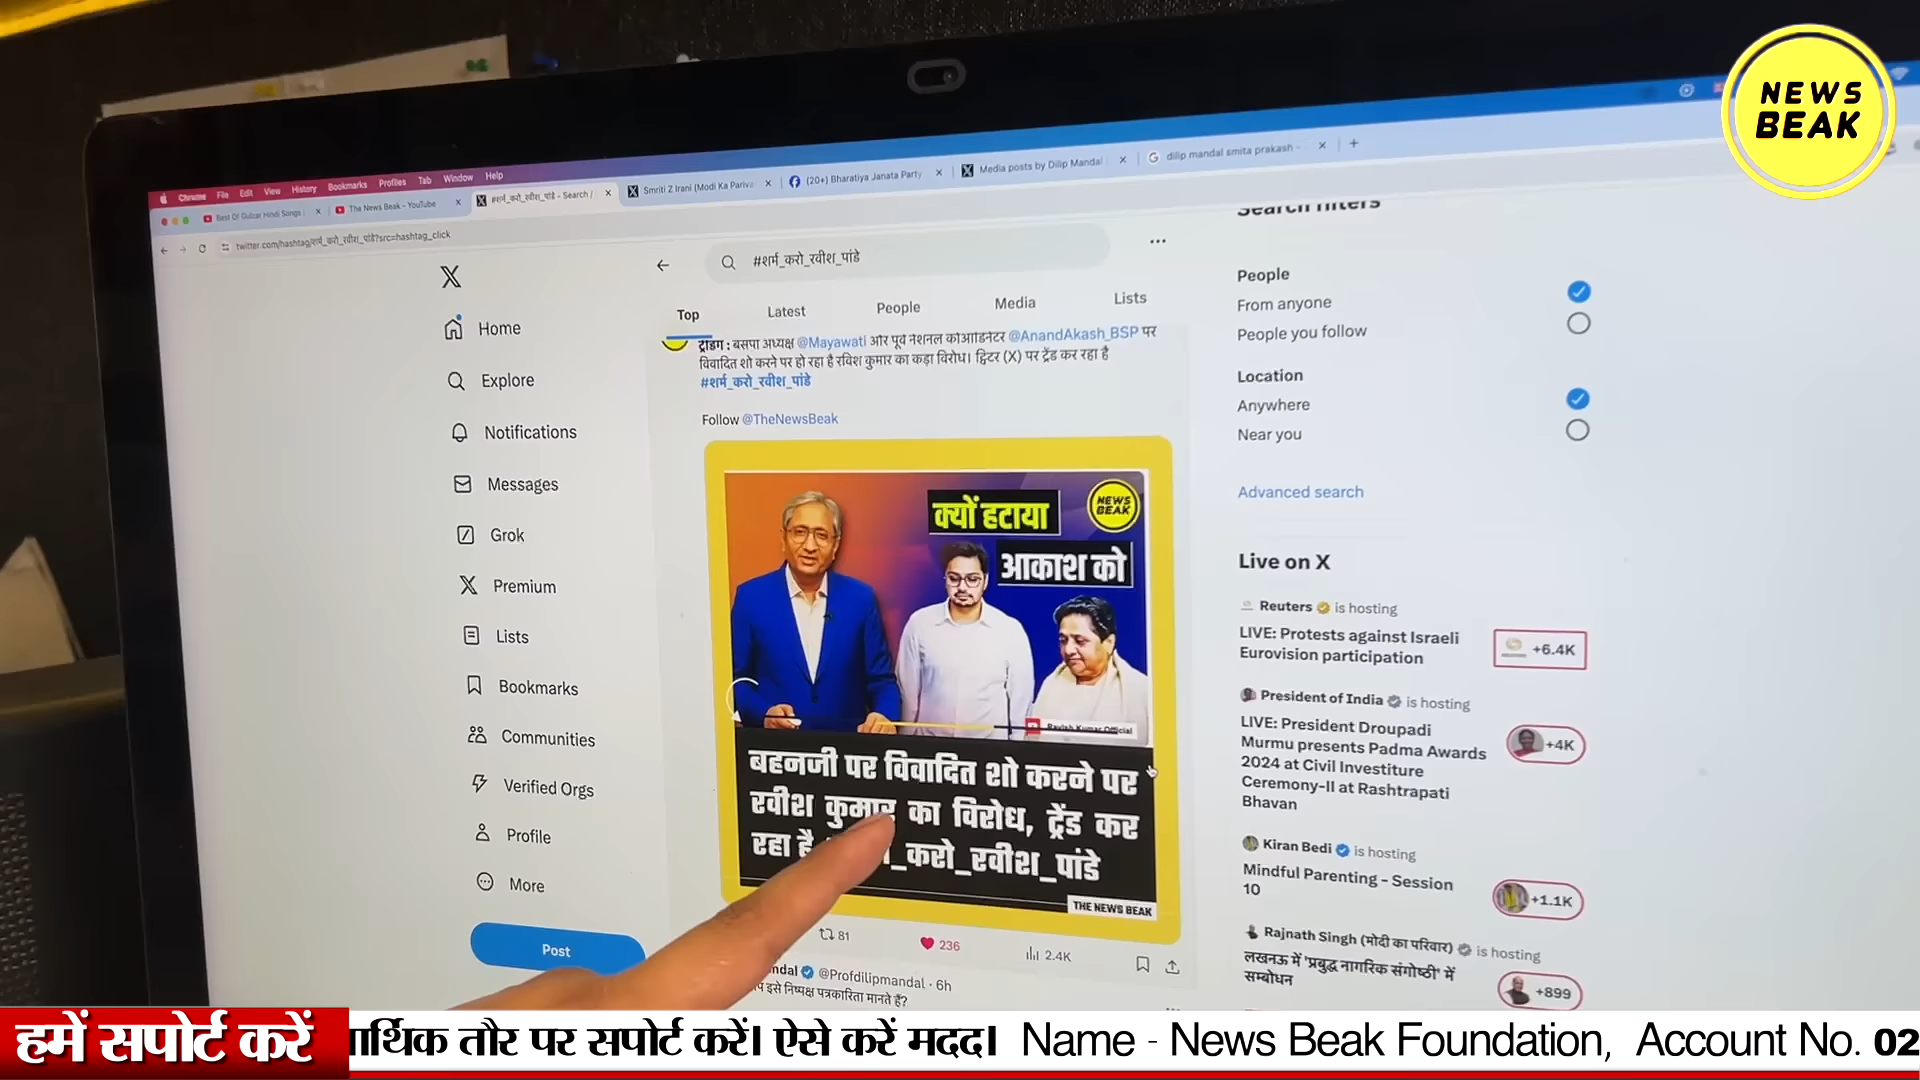 NEWS
BEAK
Chrome File Edit View History Bookmarks Profiles Tab Window Help
Best Of Gulzar Hindi Songs
The News Beak - YouTube
#शर्म_करो_रवीश_पांडे - Search /
Smriti Z Irani (Modi Ka Pariva
(20+) Bharatiya Janata Party
Media posts by Dilip Mandal
dilip mandal smita prakash -
twitter.com/hashtag/शर्म_करो_रवीश_पांडे?src=hashtag_click
Home
Explore
Notifications
Messages
Grok
Premium
Lists
Bookmarks
Communities
Verified Orgs
Profile
More
Post
#शर्म_करो_रवीश_पांडे
Top Latest People Media Lists
ट्रेंडिंग : बसपा अध्यक्ष @Mayawati और पूर्व नेशनल कोआर्डिनेटर @AnandAkash_BSP पर
विवादित शो करने पर हो रहा है रविश कुमार का कड़ा विरोध। ट्विटर (X) पर ट्रेंड कर रहा है
#शर्म_करो_रवीश_पांडे
Follow @TheNewsBeak
क्यों हटाया
आकाश को
NEWS
BEAK
Ravish Kumar Official
बहनजी पर विवादित शो करने पर
रवीश कुमार का विरोध, ट्रेंड कर
रहा है _करो_रवीश_पांडे
THE NEWS BEAK
81 236 2.4K
ndal @Profdilipmandal · 6h
इसे निष्पक्ष पत्रकारिता मानते हैं?
Search filters
People
From anyone
People you follow
Location
Anywhere
Near you
Advanced search
Live on X
Reuters is hosting
LIVE: Protests against Israeli
Eurovision participation
+6.4K
President of India is hosting
LIVE: President Droupadi
Murmu presents Padma Awards
2024 at Civil Investiture
Ceremony-II at Rashtrapati
Bhavan
+4K
Kiran Bedi is hosting
Mindful Parenting - Session
10
+1.1K
Rajnath Singh (मोदी का परिवार) is hosting
लखनऊ में 'प्रबुद्ध नागरिक संगोष्ठी' में
सम्बोधन
+899
हमें सपोर्ट करें
र्थिक तौर पर सपोर्ट करें। ऐसे करें मदद। Name - News Beak Foundation, Account No. 02